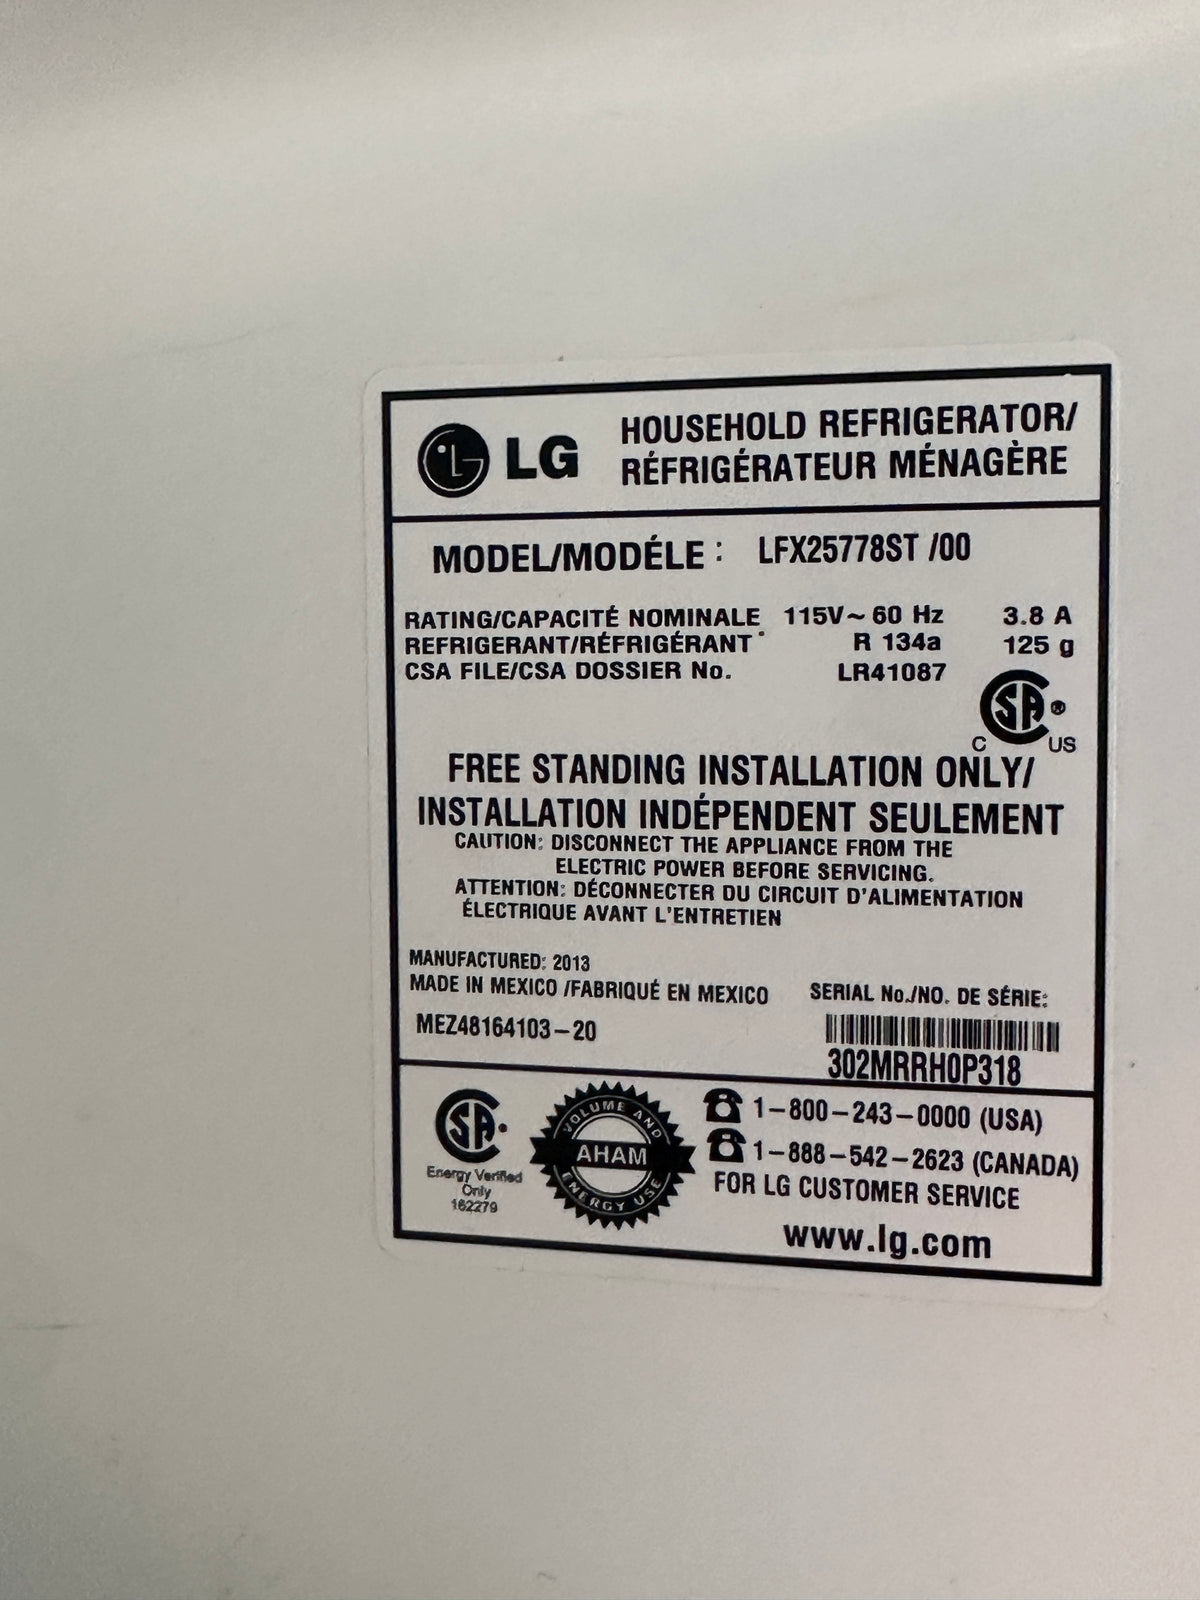 LG
HOUSEHOLD REFRIGERATOR/
RÉFRIGÉRATEUR MÉNAGÈRE
MODEL/MODÉLE : LFX25778ST /00
RATING/CAPACITÉ NOMINALE 115V~ 60 Hz 3.8 A
REFRIGERANT/RÉFRIGÉRANT R 134a 125 g
CSA FILE/CSA DOSSIER No. LR41087
CSA
C US
FREE STANDING INSTALLATION ONLY/
INSTALLATION INDÉPENDENT SEULEMENT
CAUTION: DISCONNECT THE APPLIANCE FROM THE
ELECTRIC POWER BEFORE SERVICING.
ATTENTION: DÉCONNECTER DU CIRCUIT D'ALIMENTATION
ÉLECTRIQUE AVANT L'ENTRETIEN
MANUFACTURED: 2013
MADE IN MEXICO /FABRIQUÉ EN MEXICO
SERIAL No./NO. DE SÉRIE:
MEZ48164103-20
302MRRH0P318
CSA
Energy Verified
Only
162279
VOLUME AND
AHAM
ENERGY USE
1-800-243-0000 (USA)
1-888-542-2623 (CANADA)
FOR LG CUSTOMER SERVICE
www.lg.com